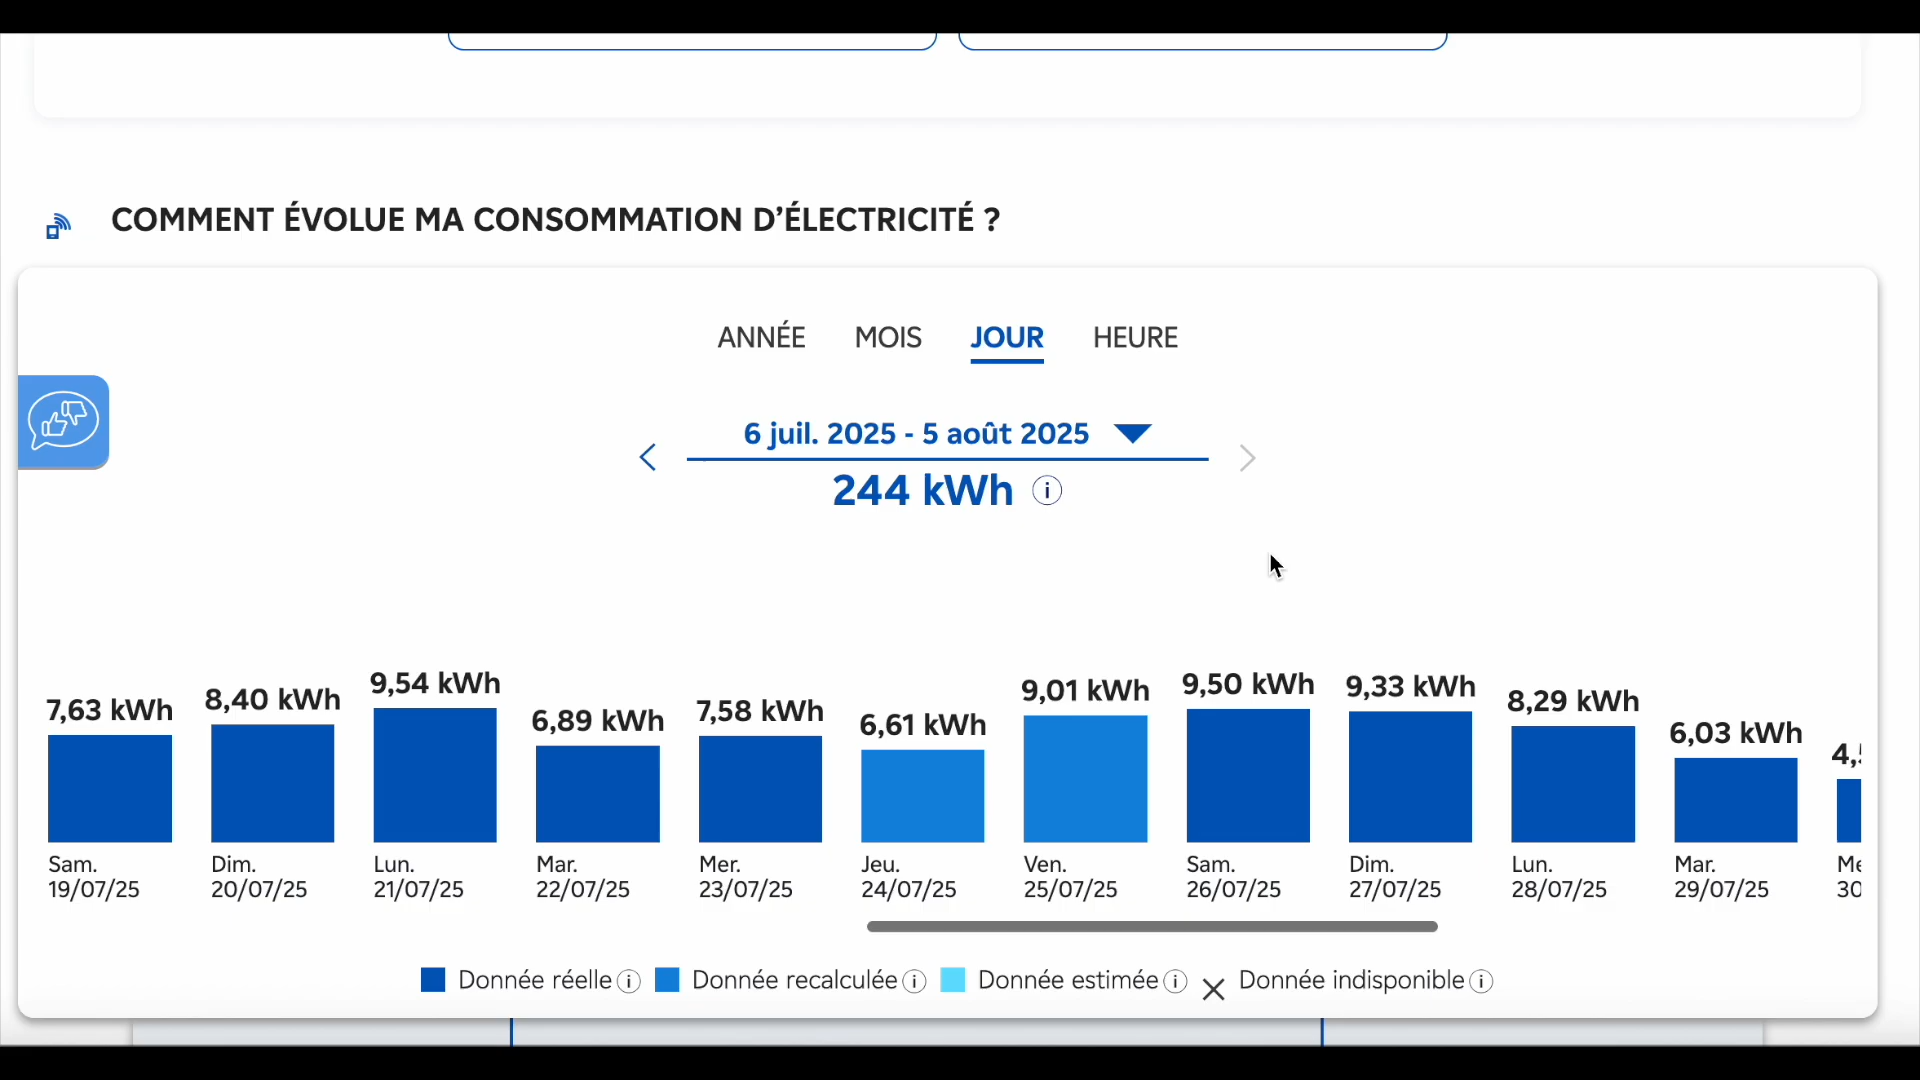 COMMENT ÉVOLUE MA CONSOMMATION D’ÉLECTRICITÉ ?
ANNÉE MOIS JOUR HEURE
6 juil. 2025 - 5 août 2025
244 kWh
7,63 kWh 8,40 kWh 9,54 kWh 6,89 kWh 7,58 kWh 6,61 kWh 9,01 kWh 9,50 kWh 9,33 kWh 8,29 kWh 6,03 kWh
Sam. Dim. Lun. Mar. Mer. Jeu. Ven. Sam. Dim. Lun. Mar.
19/07/25 20/07/25 21/07/25 22/07/25 23/07/25 24/07/25 25/07/25 26/07/25 27/07/25 28/07/25 29/07/25 30
Donnée réelle Donnée recalculée Donnée estimée Donnée indisponible